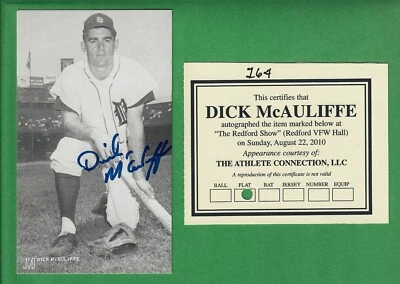 D
Dick McAuliffe
JVD DICK McAULIFFE
I64
This certifies that
DICK McAULIFFE
autographed the item marked below at
"The Redford Show" (Redford VFW Hall)
on Sunday, August 22, 2010
Appearance courtesy of:
THE ATHLETE CONNECTION, LLC
A reproduction of this certificate is not valid
BALL FLAT BAT JERSEY NUMBER EQUIP